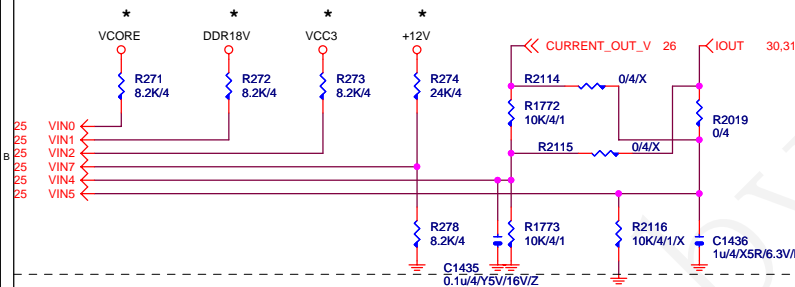 * * * *
VCORE DDR18V VCC3 +12V
CURRENT_OUT_V 26 IOUT 30,31
R271 8.2K/4
R272 8.2K/4
R273 8.2K/4
R274 24K/4
R2114 0/4/X
R1772 10K/4/1
R2019 0/4
25 VIN0
25 VIN1
R2115 0/4/X
25 VIN2
B
25 VIN7
25 VIN4
25 VIN5
R278 8.2K/4
R1773 10K/4/1
R2116 10K/4/1/X
C1436 1u/4/X5R/6.3V/
C1435 0.1u/4/Y5V/16V/Z